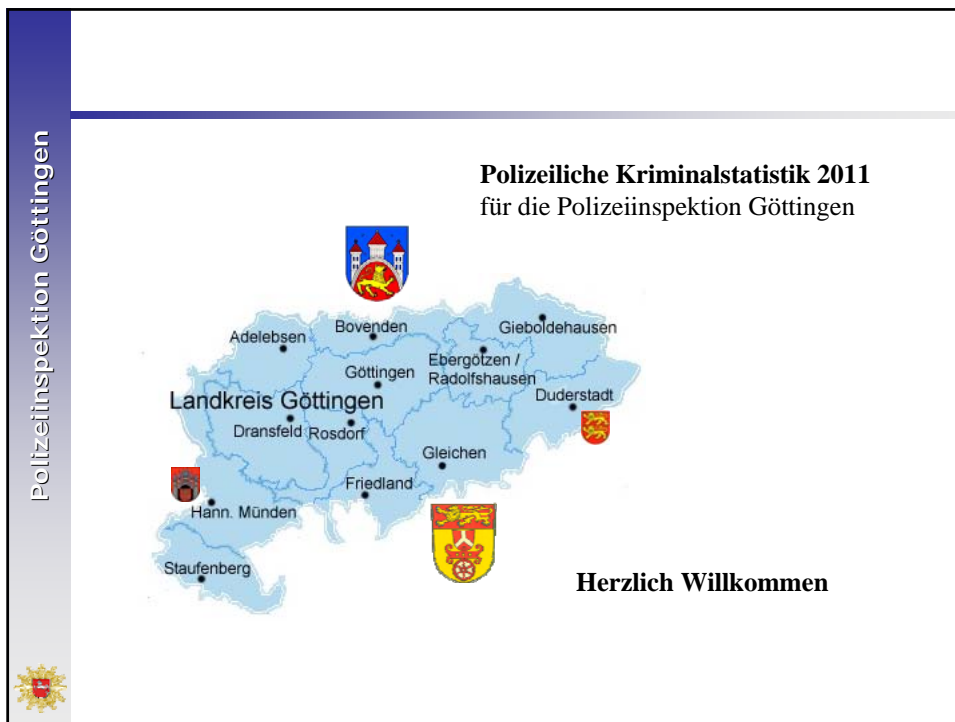 Polizeiinspektion Göttingen
Polizeiliche Kriminalstatistik 2011
für die Polizeiinspektion Göttingen
Gieboldehausen
Bovenden
Adelebsen
Ebergötzen /
Radolfshausen
Göttingen
Duderstadt
Landkreis Göttingen
Dransfeld
Rosdorf
Gleichen
Friedland
Hann. Münden
Staufenberg
Herzlich Willkommen